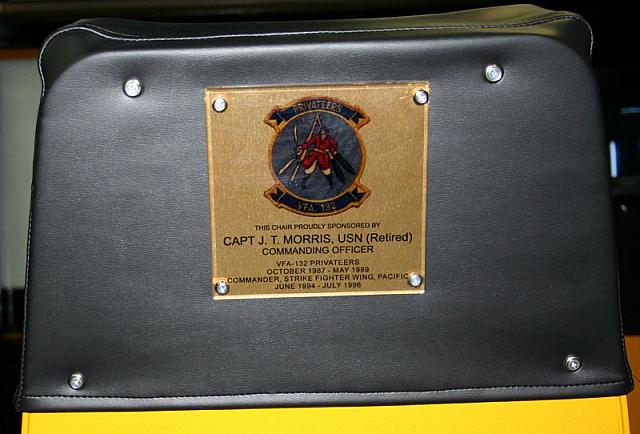 PRIVATEERS
VFA 132
THIS CHAIR PROUDLY SPONSORED BY
CAPT J. T. MORRIS, USN (Retired)
COMMANDING OFFICER
VFA-132 PRIVATEERS
OCTOBER 1987 - MAY 1989
COMMANDER, STRIKE FIGHTER WING, PACIFIC
JUNE 1994 - JULY 1996